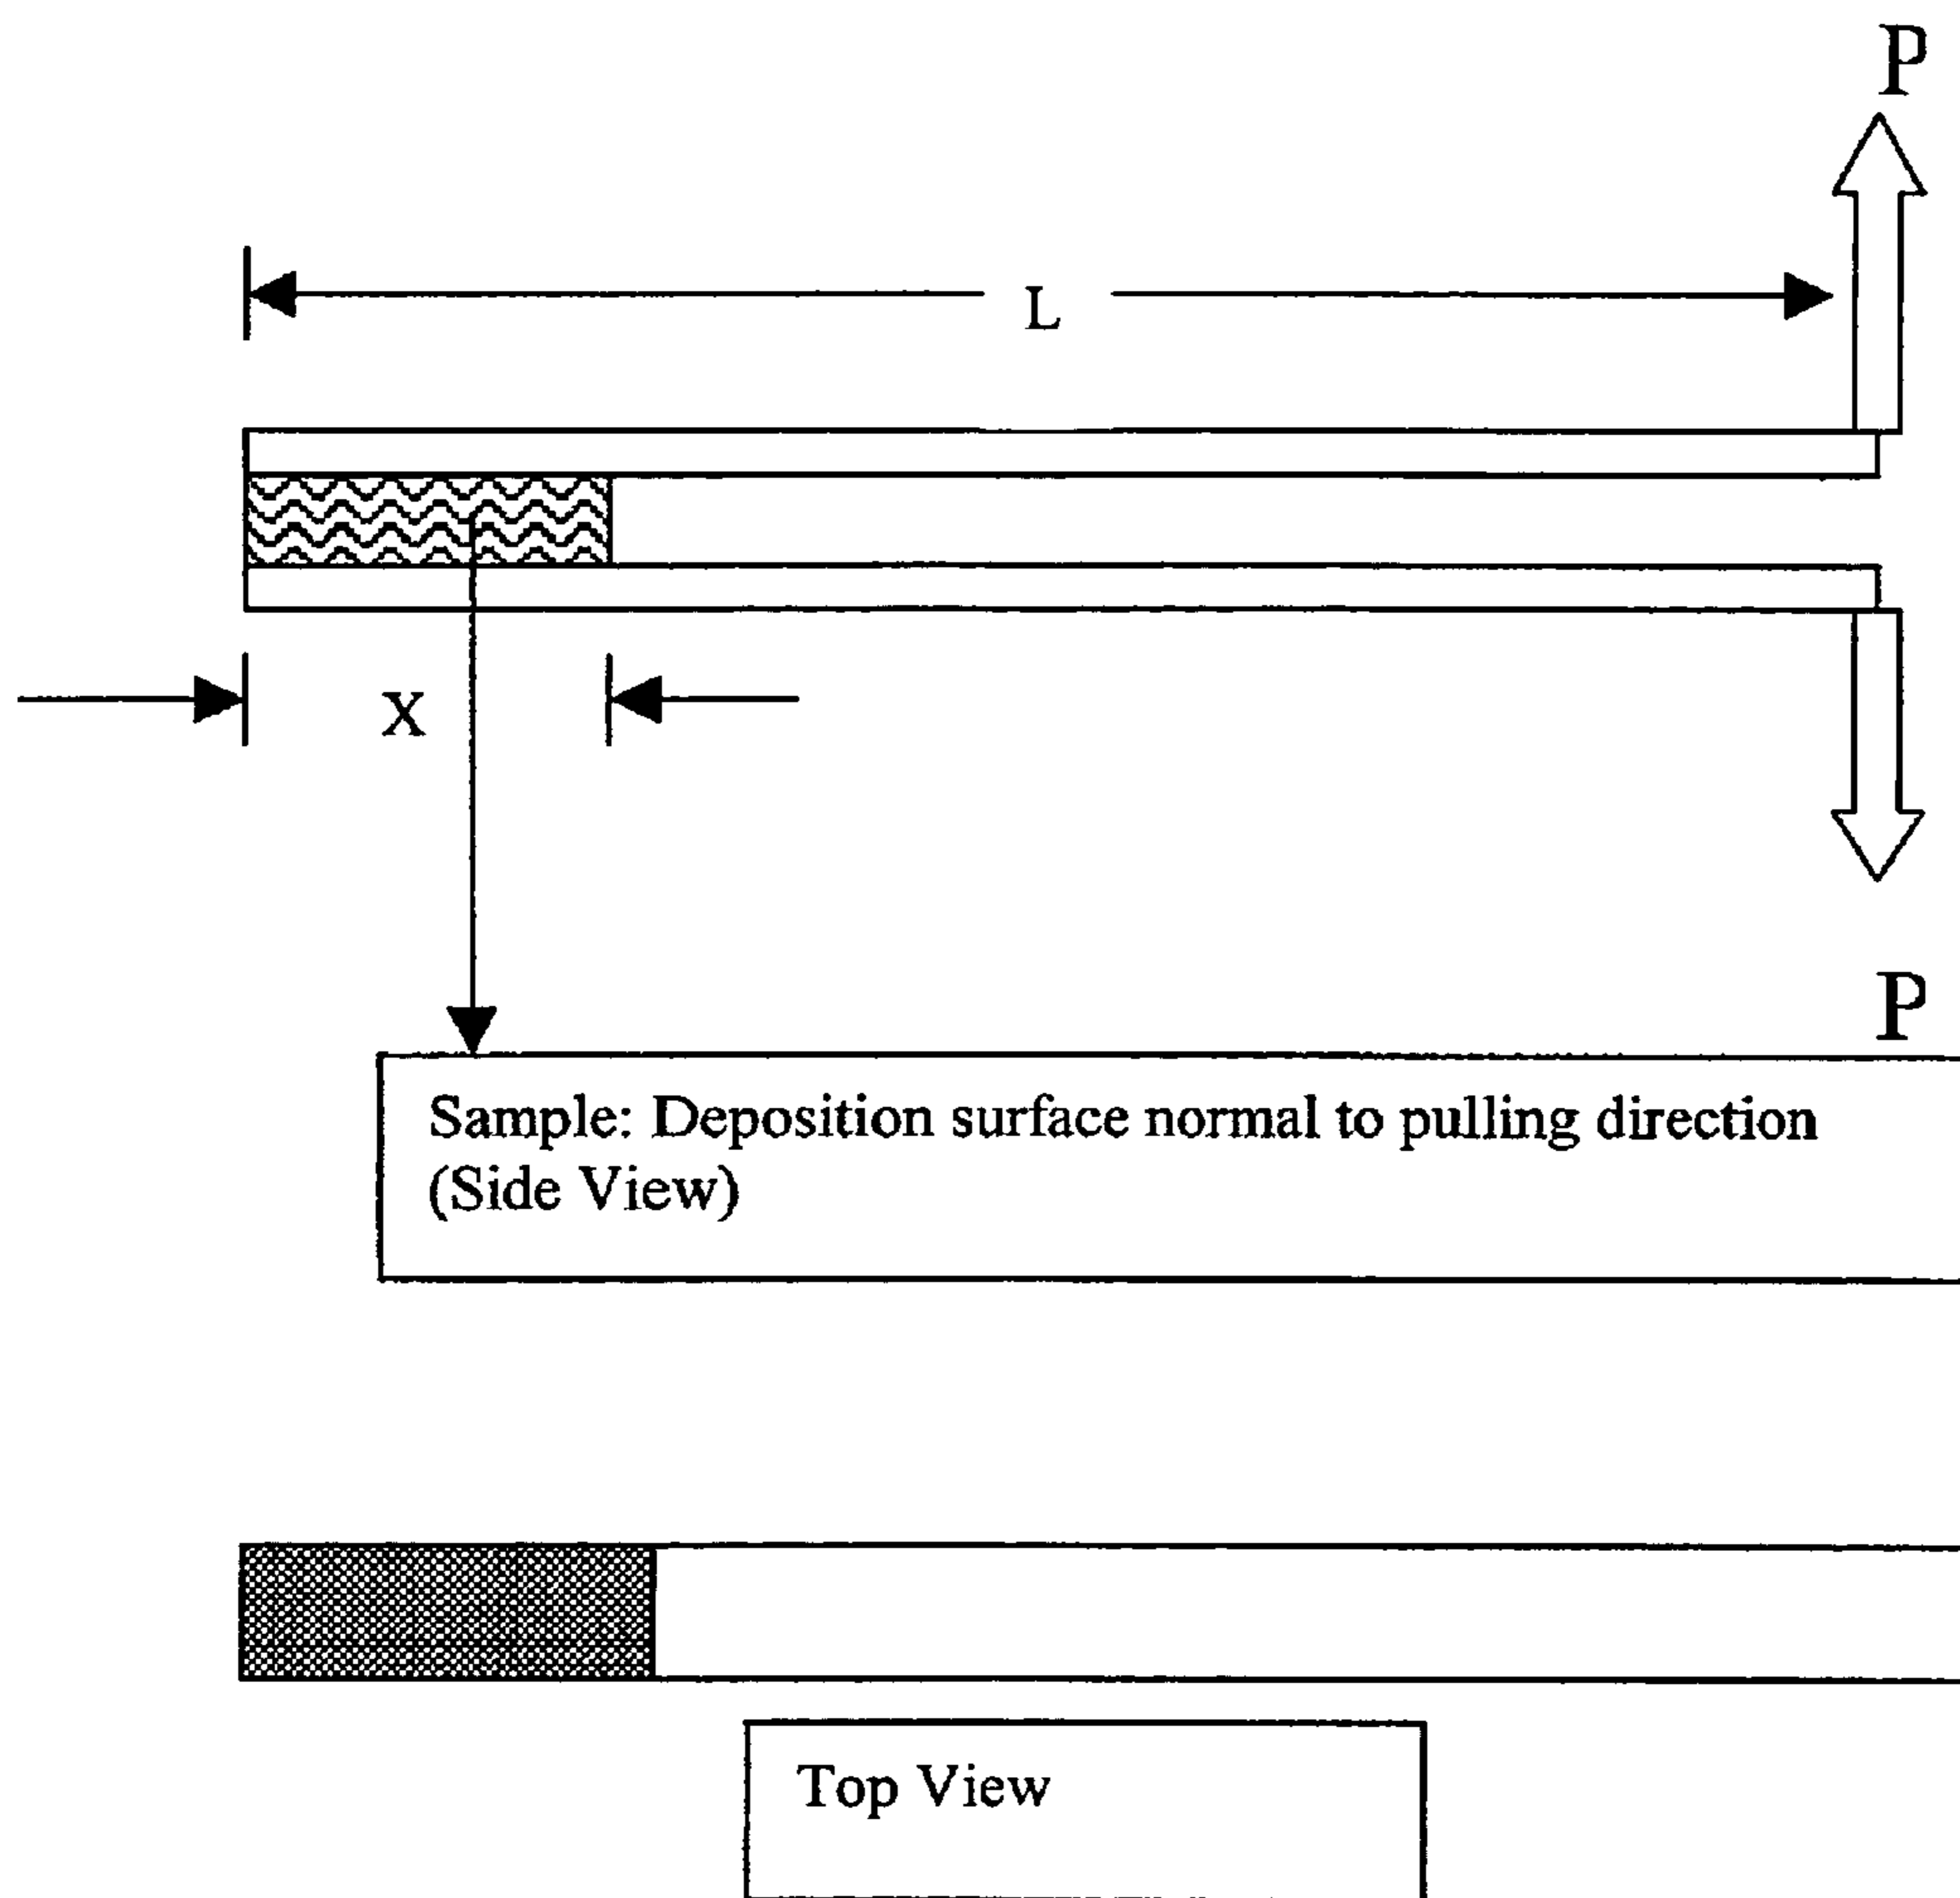 P
L
X
P
Sample: Deposition surface normal to pulling direction
(Side View)
Top View